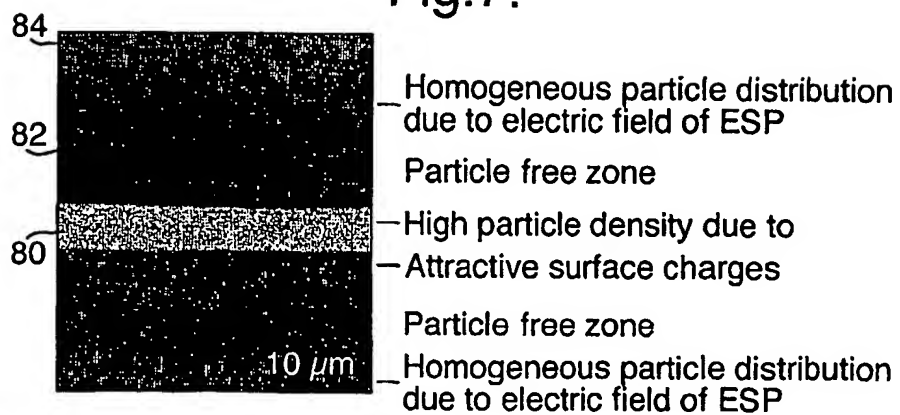 Fig.7.
84
Homogeneous particle distribution
due to electric field of ESP
82
Particle free zone
High particle density due to
80
Attractive surface charges
Particle free zone
10 µm
Homogeneous particle distribution
due to electric field of ESP